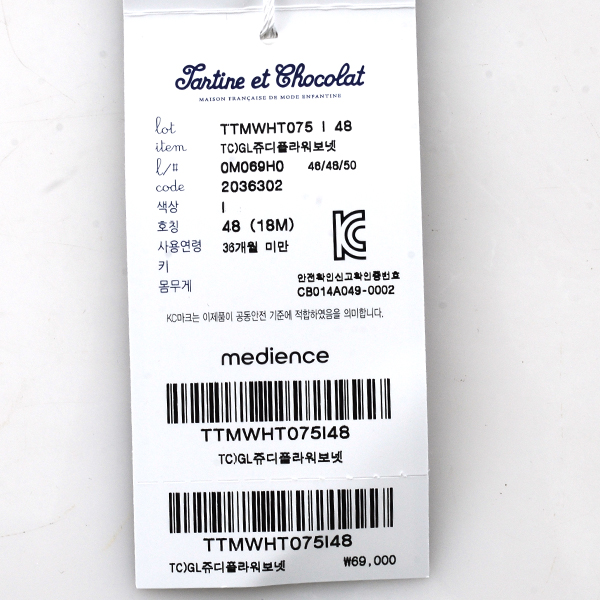 Tartine et Chocolat
MAISON FRANÇAISE DE MODE ENFANTINE
lot TTMWHT075 I 48
item TC)GL쥬디플라워보넷
l/# 0M069H0 46/48/50
code 2036302
색상 I
호칭 48 (18M)
사용연령 36개월 미만
키
몸무게
안전확인신고확인증번호
CB014A049-0002
KC마크는 이제품이 공동안전 기준에 적합하였음을 의미합니다.
medience
TTMWHT075I48
TC)GL쥬디플라워보넷
TTMWHT075I48
TC)GL쥬디플라워보넷 ₩69,000